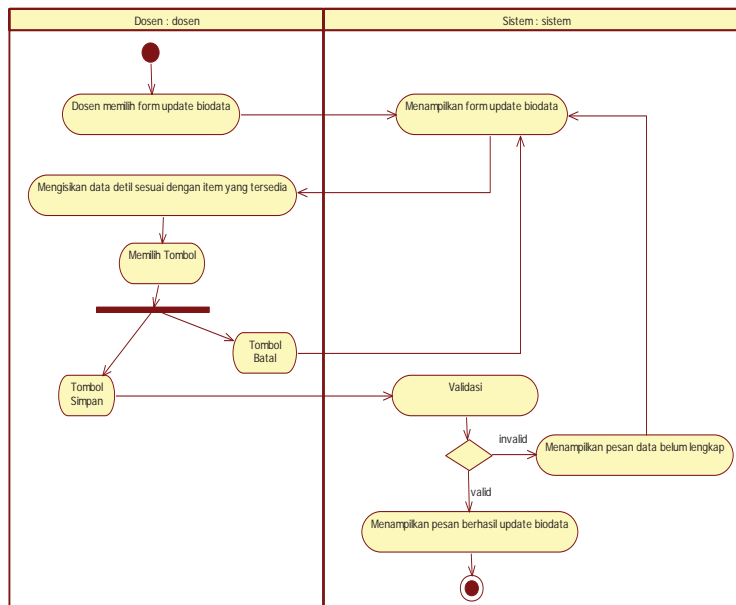 Dosen : dosen
Sistem : sistem
Dosen memilih form update biodata
Menampilkan form update biodata
Mengisikan data detil sesuai dengan item yang tersedia
Memilih Tombol
Tombol
Batal
Tombol
Simpan
Validasi
invalid
Menampilkan pesan data belum lengkap
valid
Menampilkan pesan berhasil update biodata